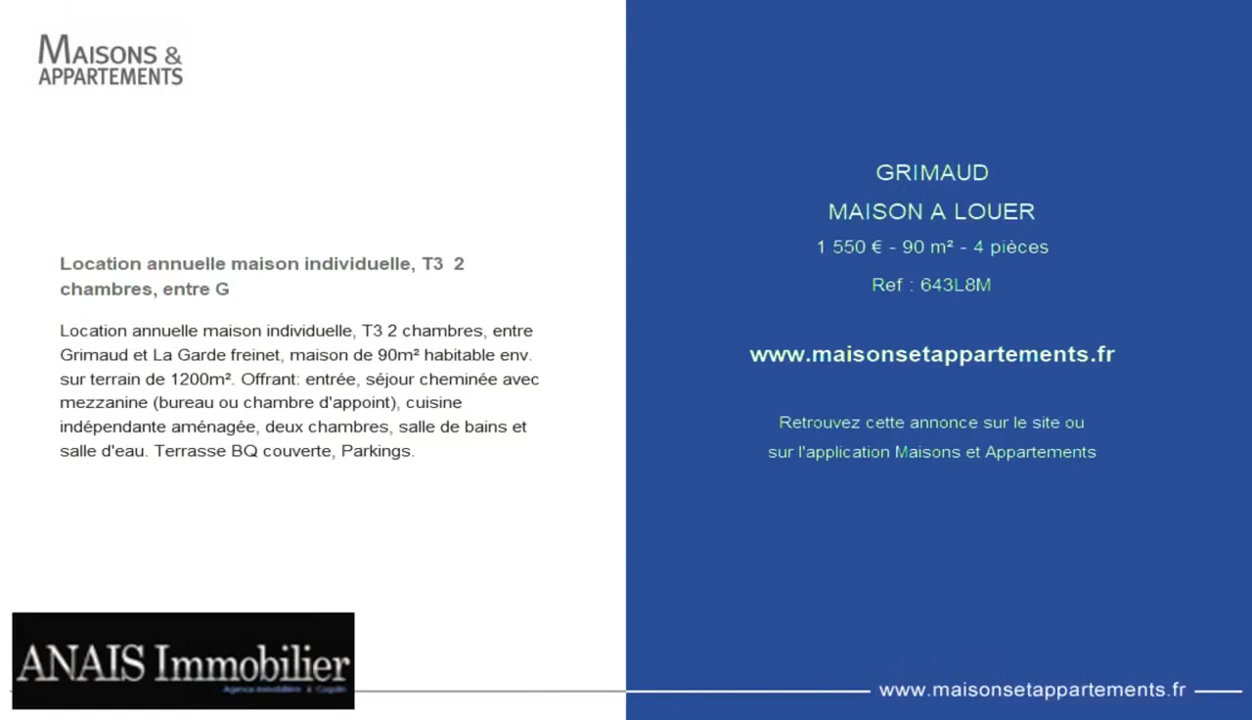 MAISONS &
APPARTEMENTS
Location annuelle maison individuelle, T3  2
chambres, entre G
Location annuelle maison individuelle, T3 2 chambres, entre
Grimaud et La Garde freinet, maison de 90m² habitable env.
sur terrain de 1200m². Offrant: entrée, séjour cheminée avec
mezzanine (bureau ou chambre d'appoint), cuisine
indépendante aménagée, deux chambres, salle de bains et
salle d'eau. Terrasse BQ couverte, Parkings.
ANAIS Immobilier
Agence immobilière à Cogolin
GRIMAUD
MAISON A LOUER
1 550 € - 90 m² - 4 pièces
Ref : 643L8M
www.maisonsetappartements.fr
Retrouvez cette annonce sur le site ou
sur l'application Maisons et Appartements
www.maisonsetappartements.fr